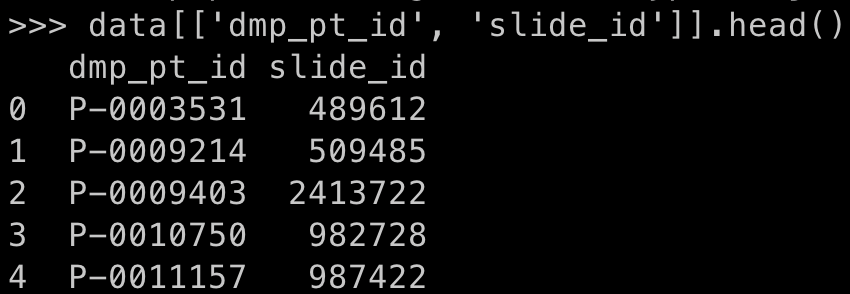 >>> data[['dmp_pt_id', 'slide_id']].head()
dmp_pt_id slide_id
0 P-0003531 489612
1 P-0009214 509485
2 P-0009403 2413722
3 P-0010750 982728
4 P-0011157 987422